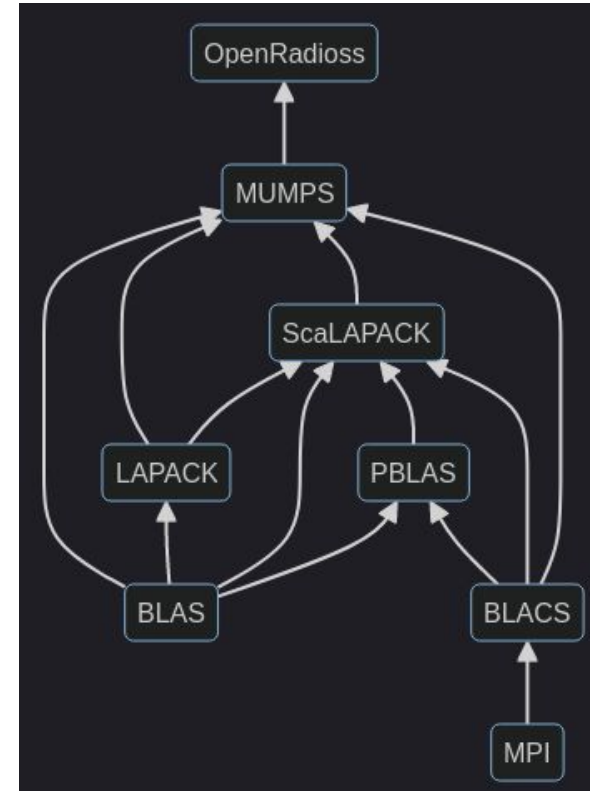 OpenRadioss
MUMPS
ScaLAPACK
LAPACK
PBLAS
BLAS
BLACS
MPI